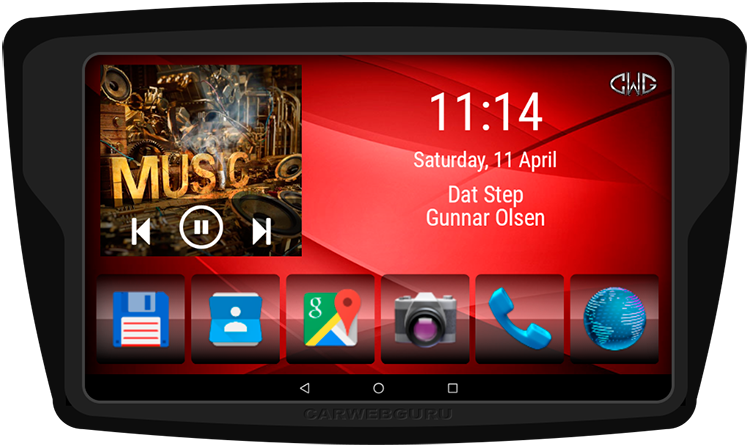 CWG
11:14
Saturday, 11 April
Dat Step
Gunnar Olsen
MUSIC
g
CARWEBGURU